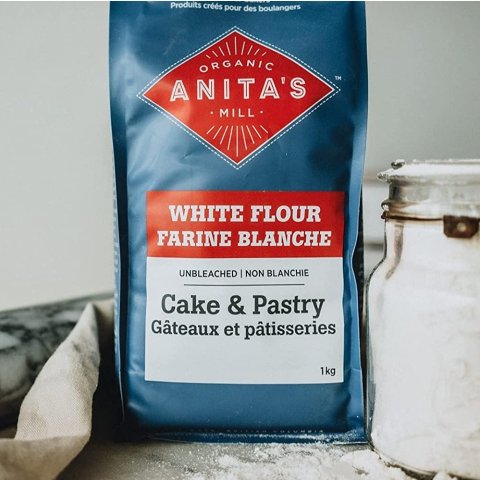 Produits créés pour des boulangers
ORGANIC
ANITA'S
™
· MILL ·
WHITE FLOUR
FARINE BLANCHE
UNBLEACHED | NON BLANCHIE
Cake & Pastry
Gâteaux et pâtisseries
1kg